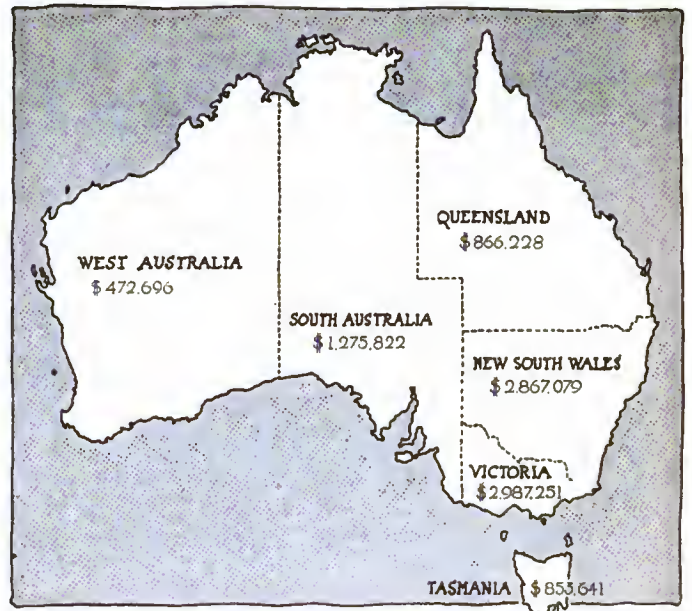 QUEENSLAND
$866.228
WEST AUSTRALIA
$472.696
SOUTH AUSTRALIA
$1,275,822
NEW SOUTH WALES
$2.867.079
VICTORIA
$2.987.251
TASMANIA $853,641